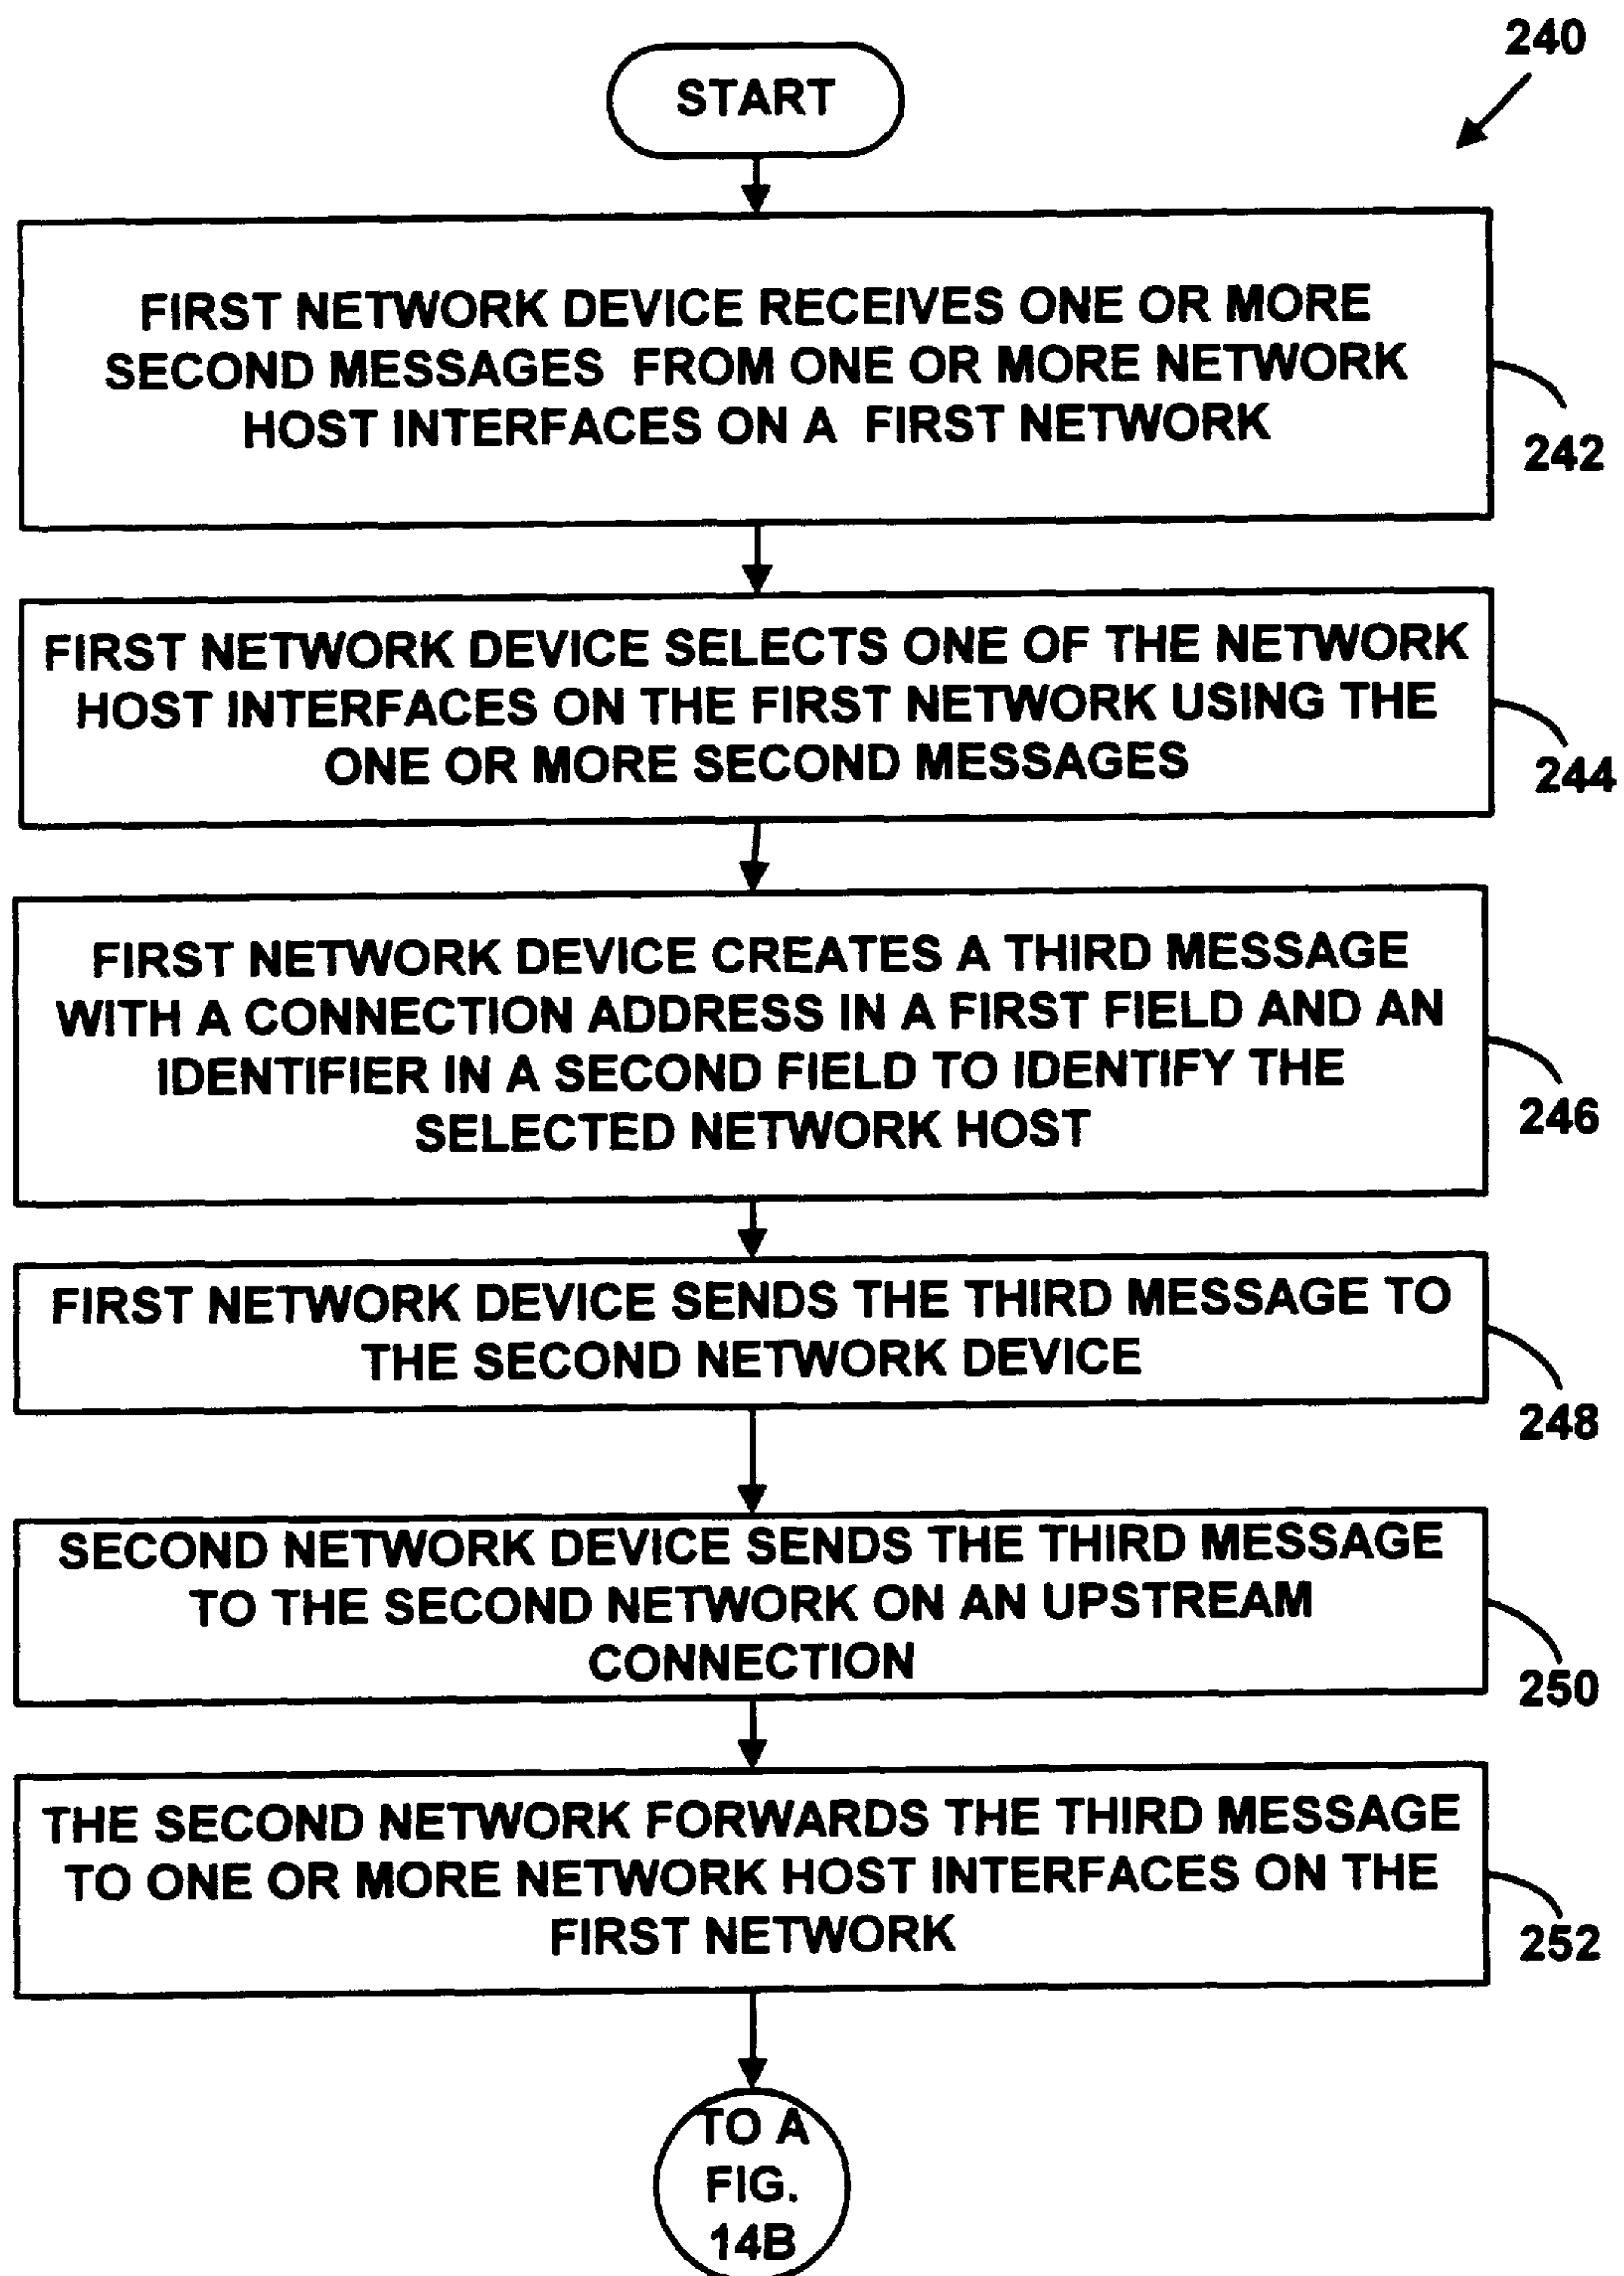 240
START
FIRST NETWORK DEVICE RECEIVES ONE OR MORE
SECOND MESSAGES FROM ONE OR MORE NETWORK
HOST INTERFACES ON A FIRST NETWORK
242
FIRST NETWORK DEVICE SELECTS ONE OF THE NETWORK
HOST INTERFACES ON THE FIRST NETWORK USING THE
ONE OR MORE SECOND MESSAGES
244
FIRST NETWORK DEVICE CREATES A THIRD MESSAGE
WITH A CONNECTION ADDRESS IN A FIRST FIELD AND AN
IDENTIFIER IN A SECOND FIELD TO IDENTIFY THE
SELECTED NETWORK HOST
246
FIRST NETWORK DEVICE SENDS THE THIRD MESSAGE TO
THE SECOND NETWORK DEVICE
248
SECOND NETWORK DEVICE SENDS THE THIRD MESSAGE
TO THE SECOND NETWORK ON AN UPSTREAM
CONNECTION
250
THE SECOND NETWORK FORWARDS THE THIRD MESSAGE
TO ONE OR MORE NETWORK HOST INTERFACES ON THE
FIRST NETWORK
252
TO A
FIG.
14B